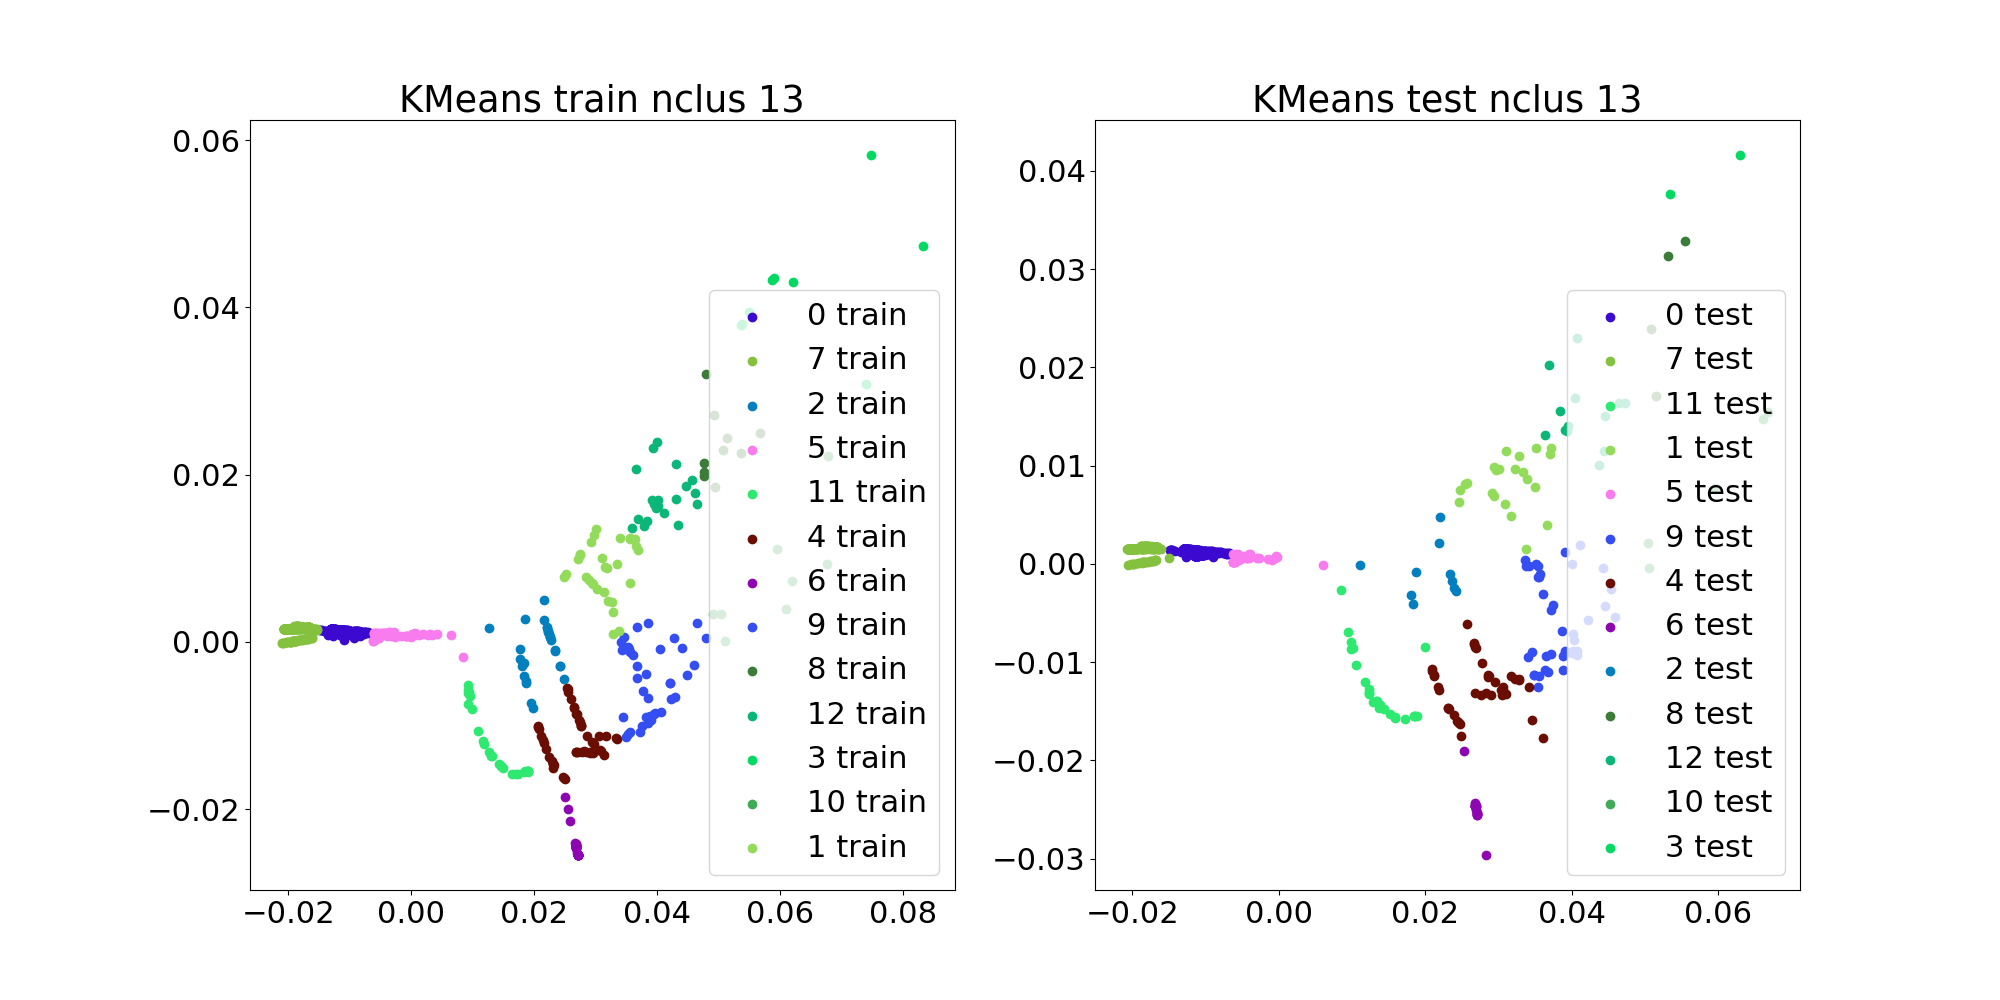 KMeans train nclus 13
0.06
0.04
0.02
0.00
−0.02
−0.02
0.00
0.02
0.04
0.06
0.08
0 train
7 train
2 train
5 train
11 train
4 train
6 train
9 train
8 train
12 train
3 train
10 train
1 train
KMeans test nclus 13
0.04
0.03
0.02
0.01
0.00
−0.01
−0.02
−0.03
−0.02
0.00
0.02
0.04
0.06
0 test
7 test
11 test
1 test
5 test
9 test
4 test
6 test
2 test
8 test
12 test
10 test
3 test